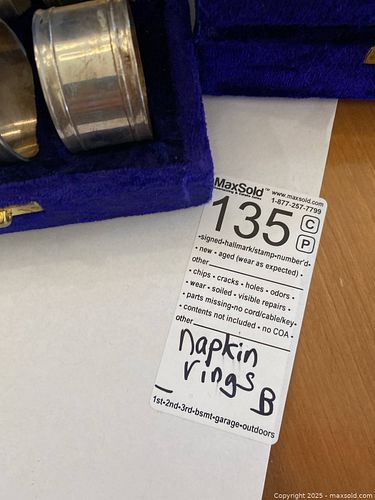 MaxSold™ www.maxsold.com
1-877-257-7799
135 C
P
•signed-hallmark/stamp-number'd•
• new • aged (wear as expected) •
other
• chips • cracks • holes • odors •
• wear • soiled • visible repairs •
• parts missing-no cord/cable/key•
• contents not included • no COA •
other
napkin
rings
B
1st•2nd•3rd•bsmt•garage•outdoors
Copyright 2025 - maxsold.com